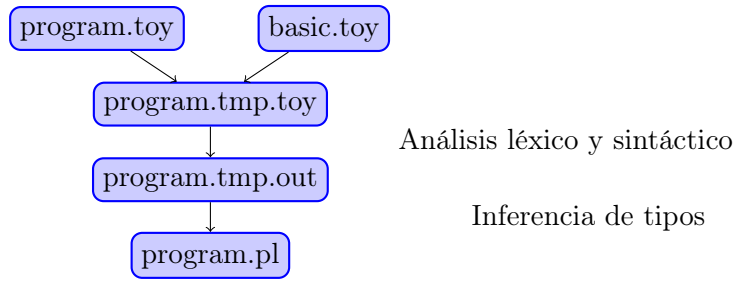 program.toy
basic.toy
program.tmp.toy
Análisis léxico y sintáctico
program.tmp.out
Inferencia de tipos
program.pl